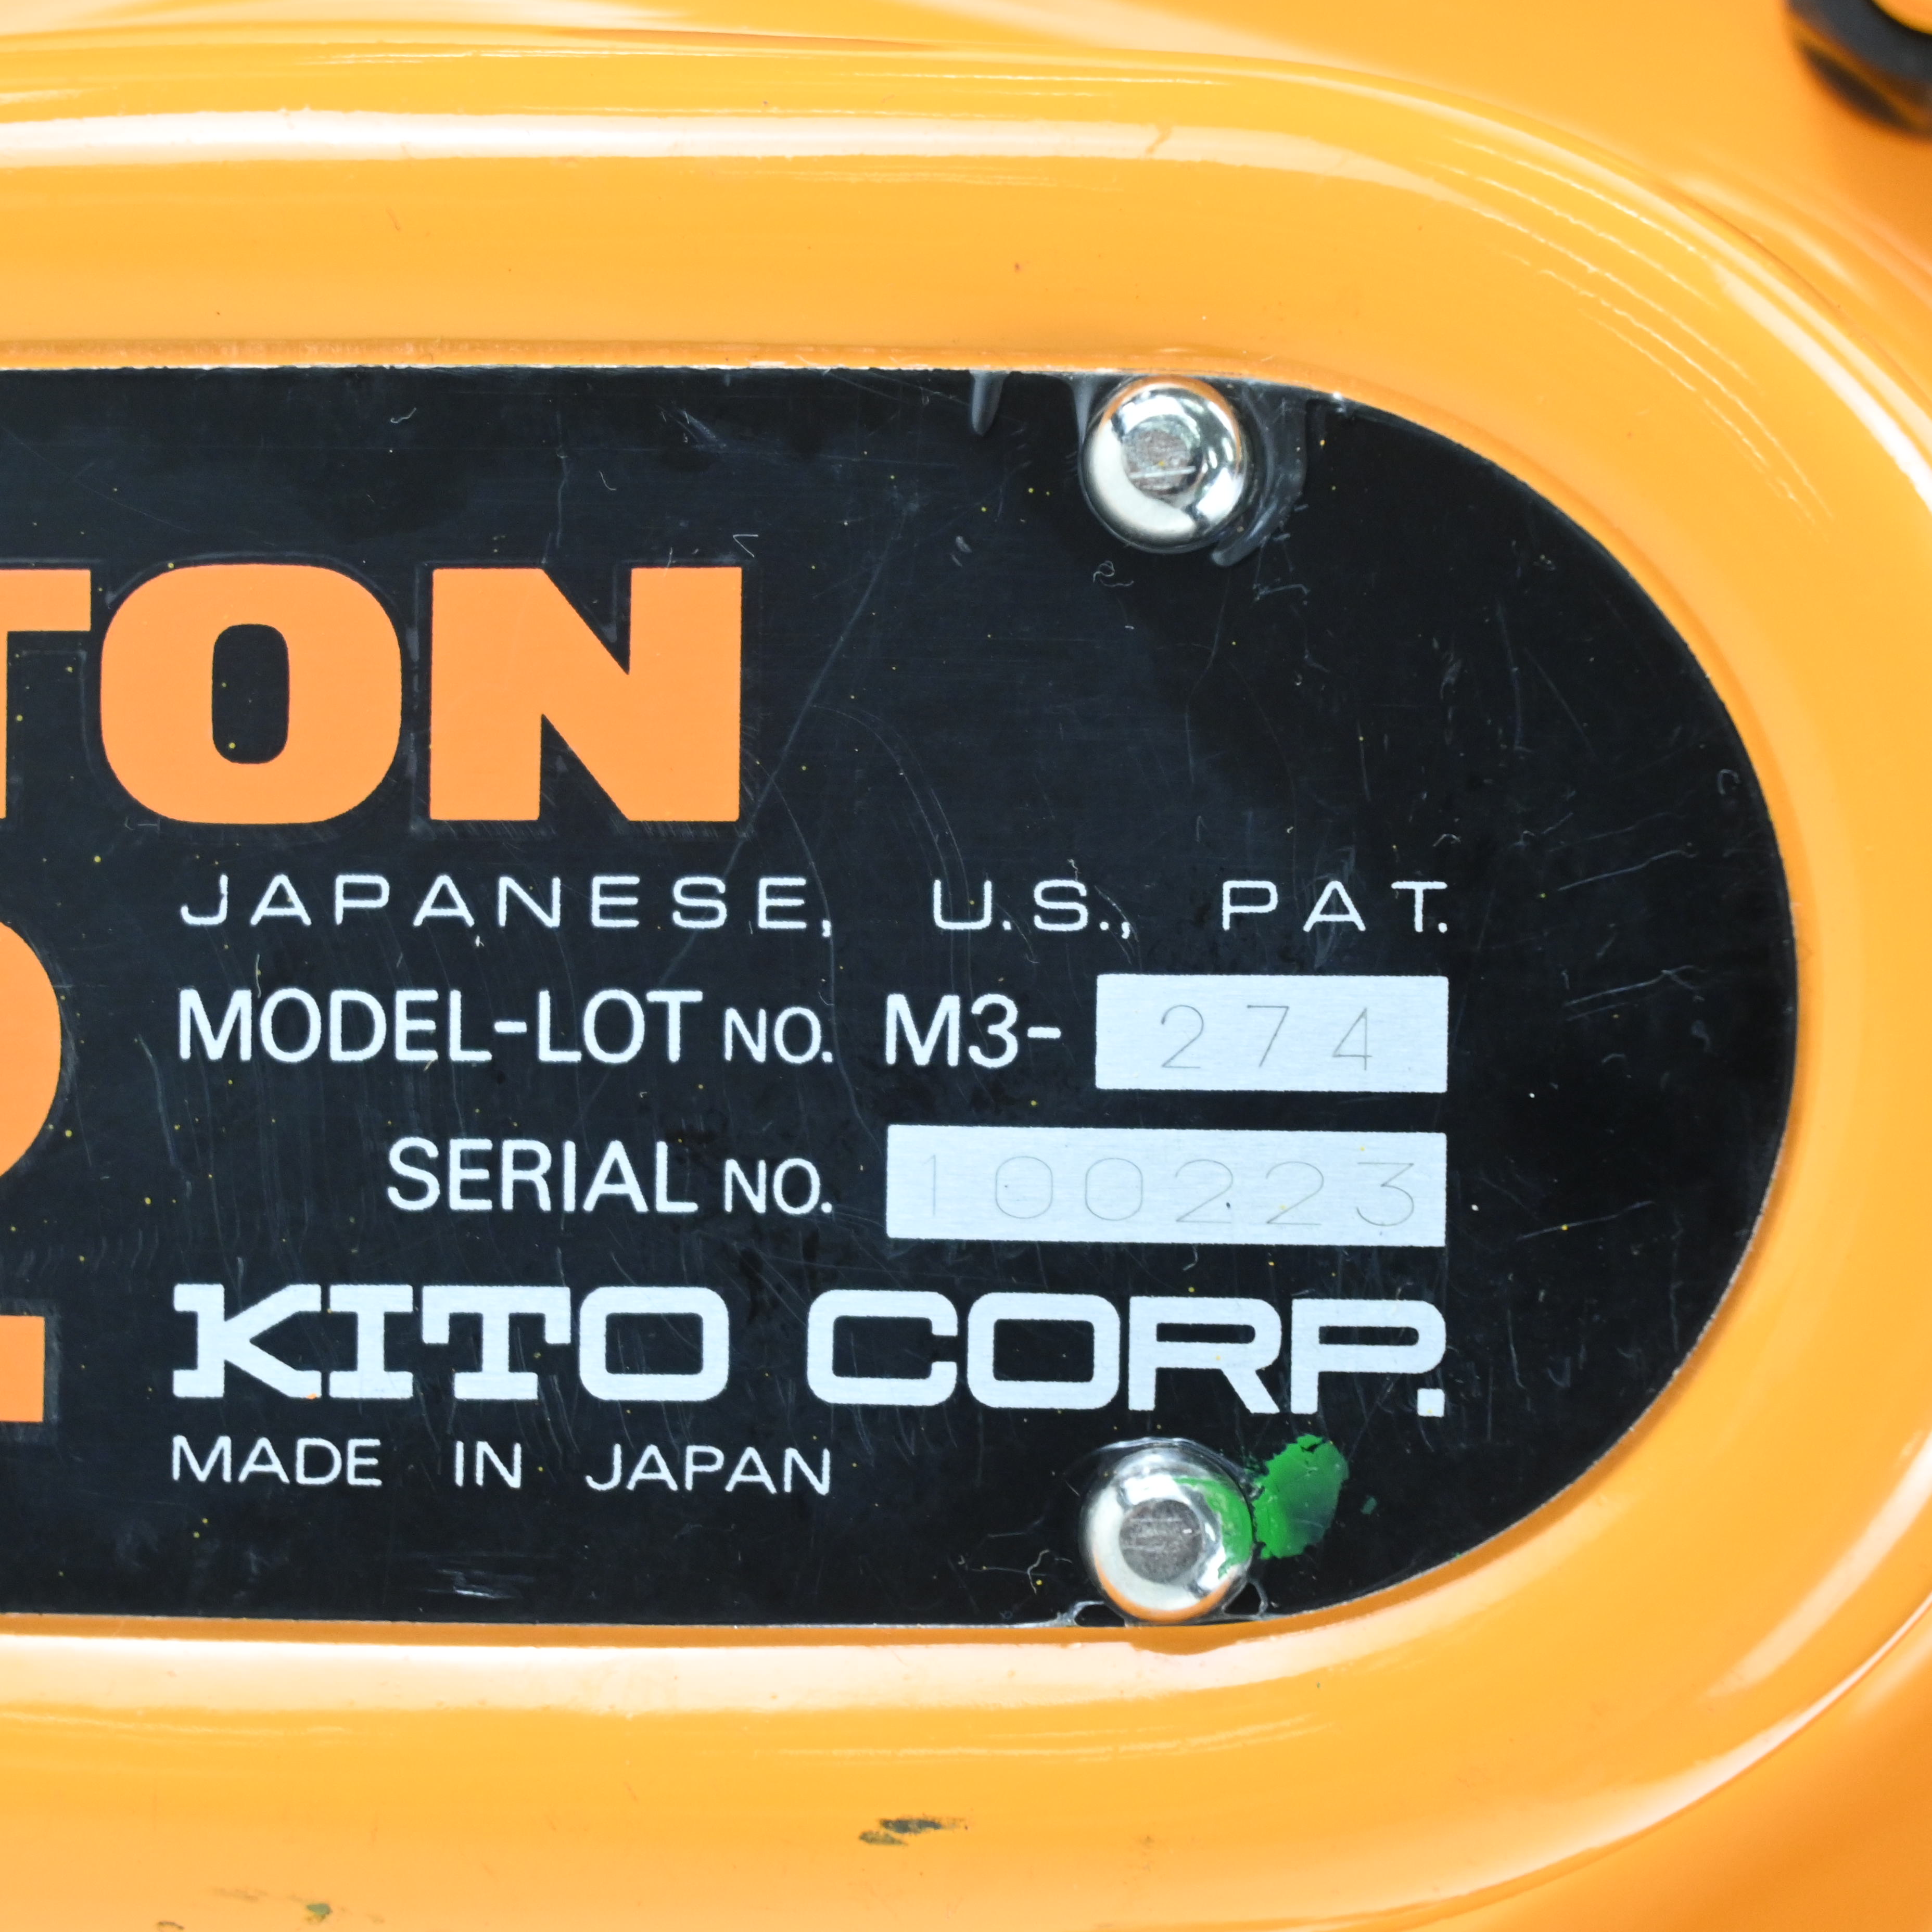 TON
JAPANESE, U.S., PAT.
MODEL-LOT NO. M3- 274
SERIAL NO. 100223
KITO CORP.
MADE IN JAPAN